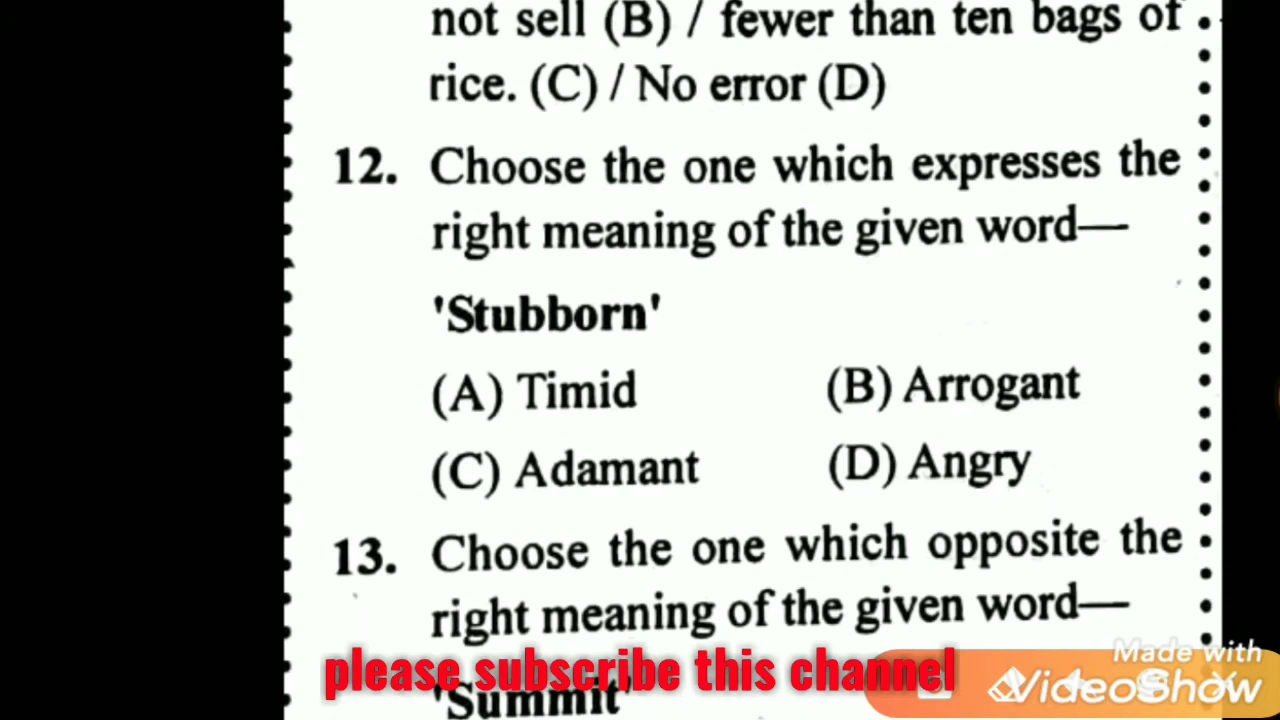 not sell (B) / fewer than ten bags of
rice. (C) / No error (D)
12. Choose the one which expresses the
right meaning of the given word—
'Stubborn'
(A) Timid (B) Arrogant
(C) Adamant (D) Angry
13. Choose the one which opposite the
right meaning of the given word—
please subscribe this channel
'Summit'
Made with
VideoShow